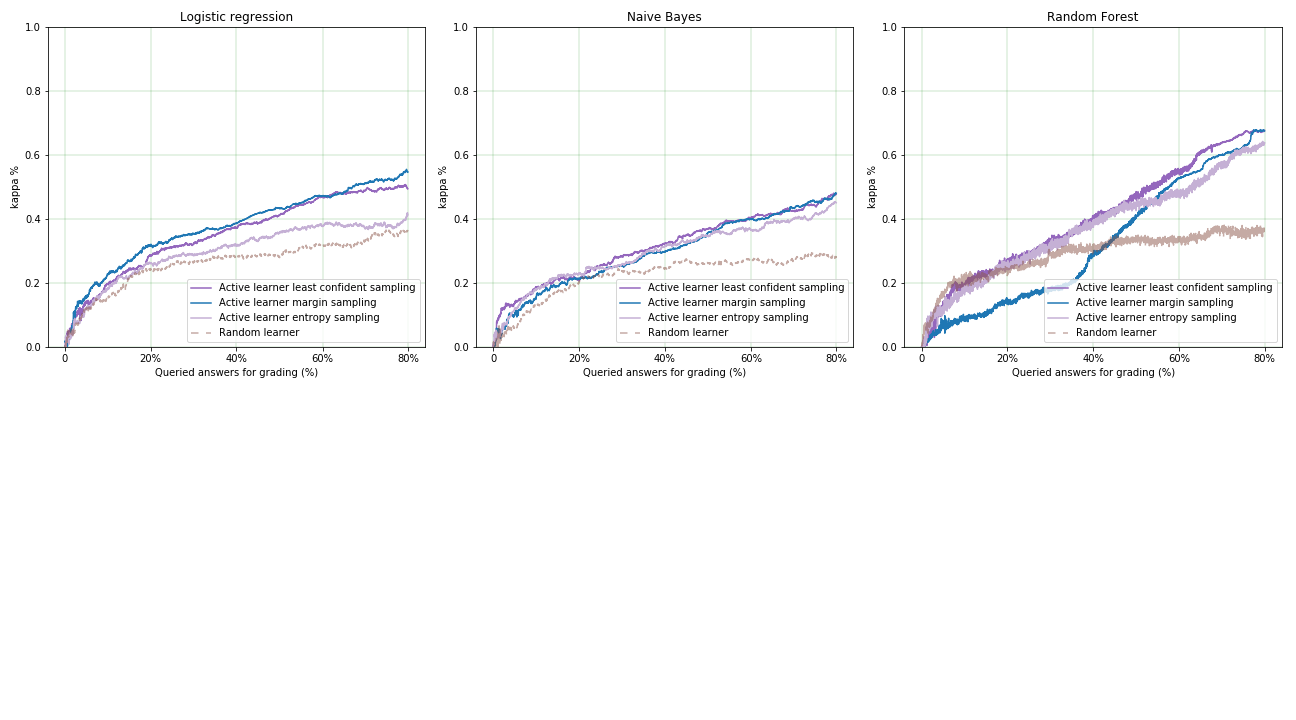 Logistic regression
1.0
0.8
0.6
0.4
0.2
0.0
kappa %
Active learner least confident sampling
Active learner margin sampling
Active learner entropy sampling
Random learner
0 20% 40% 60% 80%
Queried answers for grading (%)
Naive Bayes
1.0
0.8
0.6
0.4
0.2
0.0
kappa %
Active learner least confident sampling
Active learner margin sampling
Active learner entropy sampling
Random learner
0 20% 40% 60% 80%
Queried answers for grading (%)
Random Forest
1.0
0.8
0.6
0.4
0.2
0.0
kappa %
Active learner least confident sampling
Active learner margin sampling
Active learner entropy sampling
Random learner
0 20% 40% 60% 80%
Queried answers for grading (%)